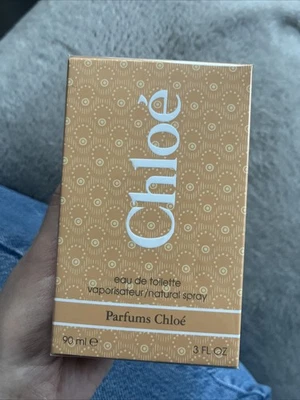 Chloé
eau de toilette
vaporisateur/natural spray
Parfums Chloé
90 ml ℮ 3 FL OZ